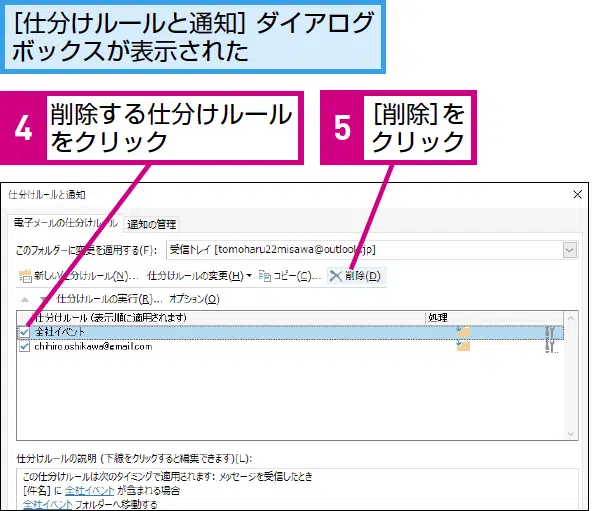 [仕分けルールと通知] ダイアログ
ボックスが表示された
4 削除する仕分けルール
をクリック
5 [削除]を
クリック
仕分けルールと通知
電子メールの仕分けルール 通知の管理
このフォルダーに変更を適用する(F): 受信トレイ [tomoharu22misawa@outlook.jp]
新しい仕分けルール(N)... 仕分けルールの変更(H) コピー(C)... 削除(D)
仕分けルールの実行(R)... オプション(O)
仕分けルール (表示順に適用されます) 処理
全社イベント
chihiro.oshikawa@gmail.com
仕分けルールの説明 (下線をクリックすると編集できます)(L):
この仕分けルールは次のタイミングで適用されます: メッセージを受信したとき
[件名] に 全社イベント が含まれる場合
全社イベント フォルダーへ移動する